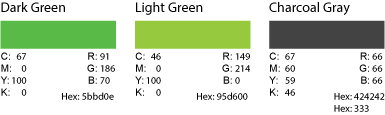 Dark Green
C: 67 R: 91
M: 0 G: 186
Y: 100 B: 70
K: 0
Hex: 5bbd0e
Light Green
C: 46 R: 149
M: 0 G: 214
Y: 100 B: 0
K: 0
Hex: 95d600
Charcoal Gray
C: 67 R: 66
M: 60 G: 66
Y: 59 B: 66
K: 46
Hex: 424242
Hex: 333